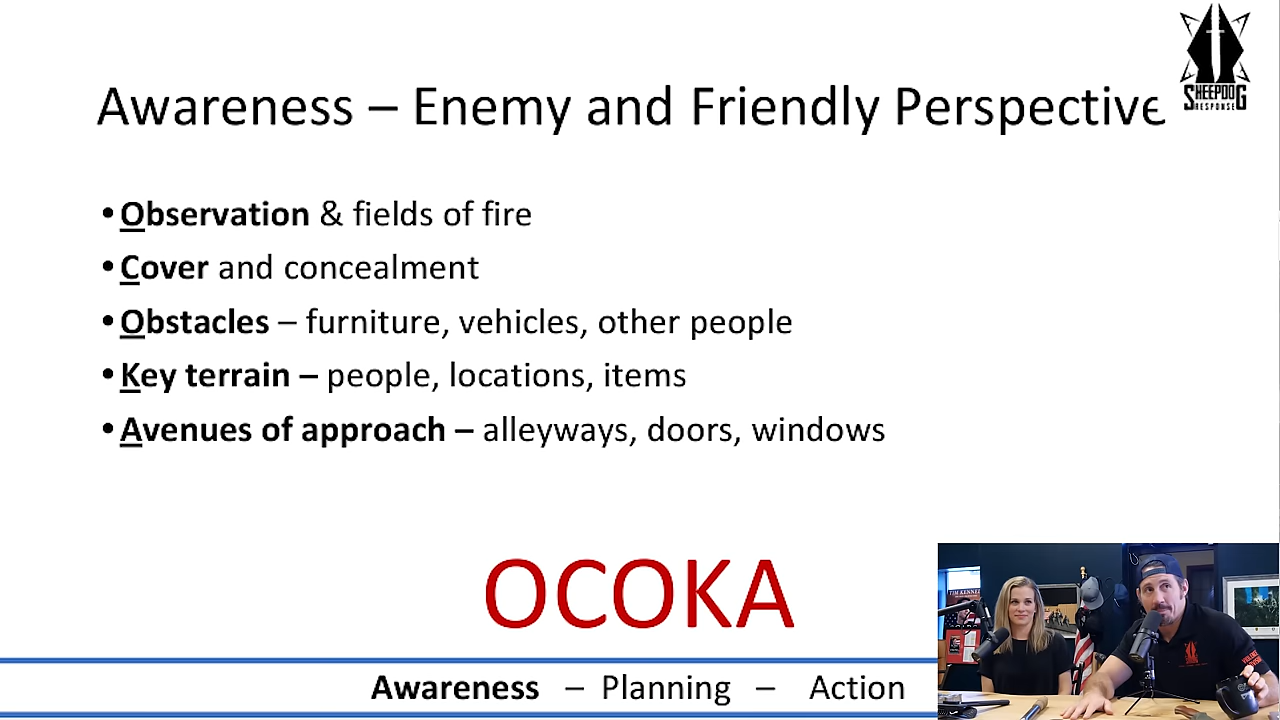 SHEEPDOG
RESPONSE
Awareness – Enemy and Friendly Perspective
•Observation & fields of fire
•Cover and concealment
•Obstacles – furniture, vehicles, other people
•Key terrain – people, locations, items
•Avenues of approach – alleyways, doors, windows
OCOKA
Awareness – Planning – Action